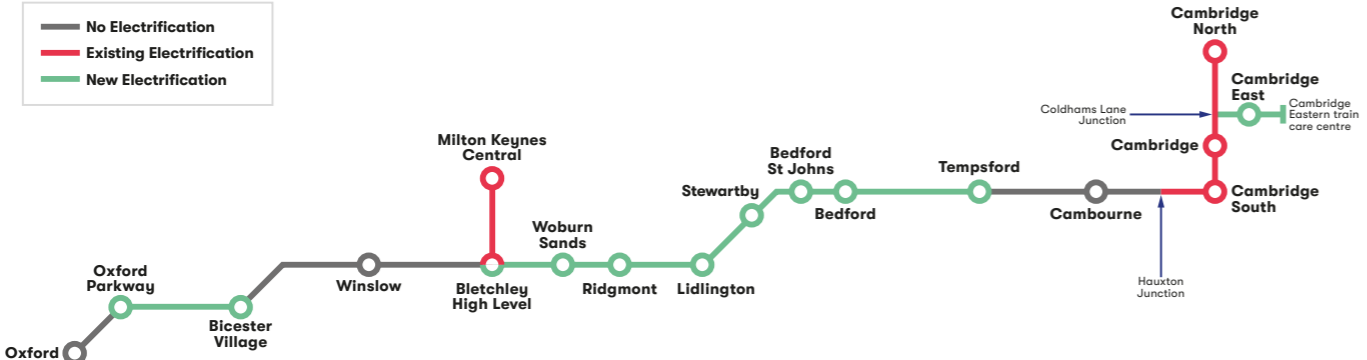 No Electrification
Existing Electrification
New Electrification
Cambridge
North
Cambridge
East
Coldhams Lane
Junction
Cambridge
Eastern train
care centre
Milton Keynes
Central
Cambridge
Bedford
St Johns
Tempsford
Stewartby
Cambridge
South
Bedford
Cambourne
Woburn
Sands
Oxford
Parkway
Winslow
Bletchley
High Level
Ridgmont
Lidlington
Hauxton
Junction
Bicester
Village
Oxford